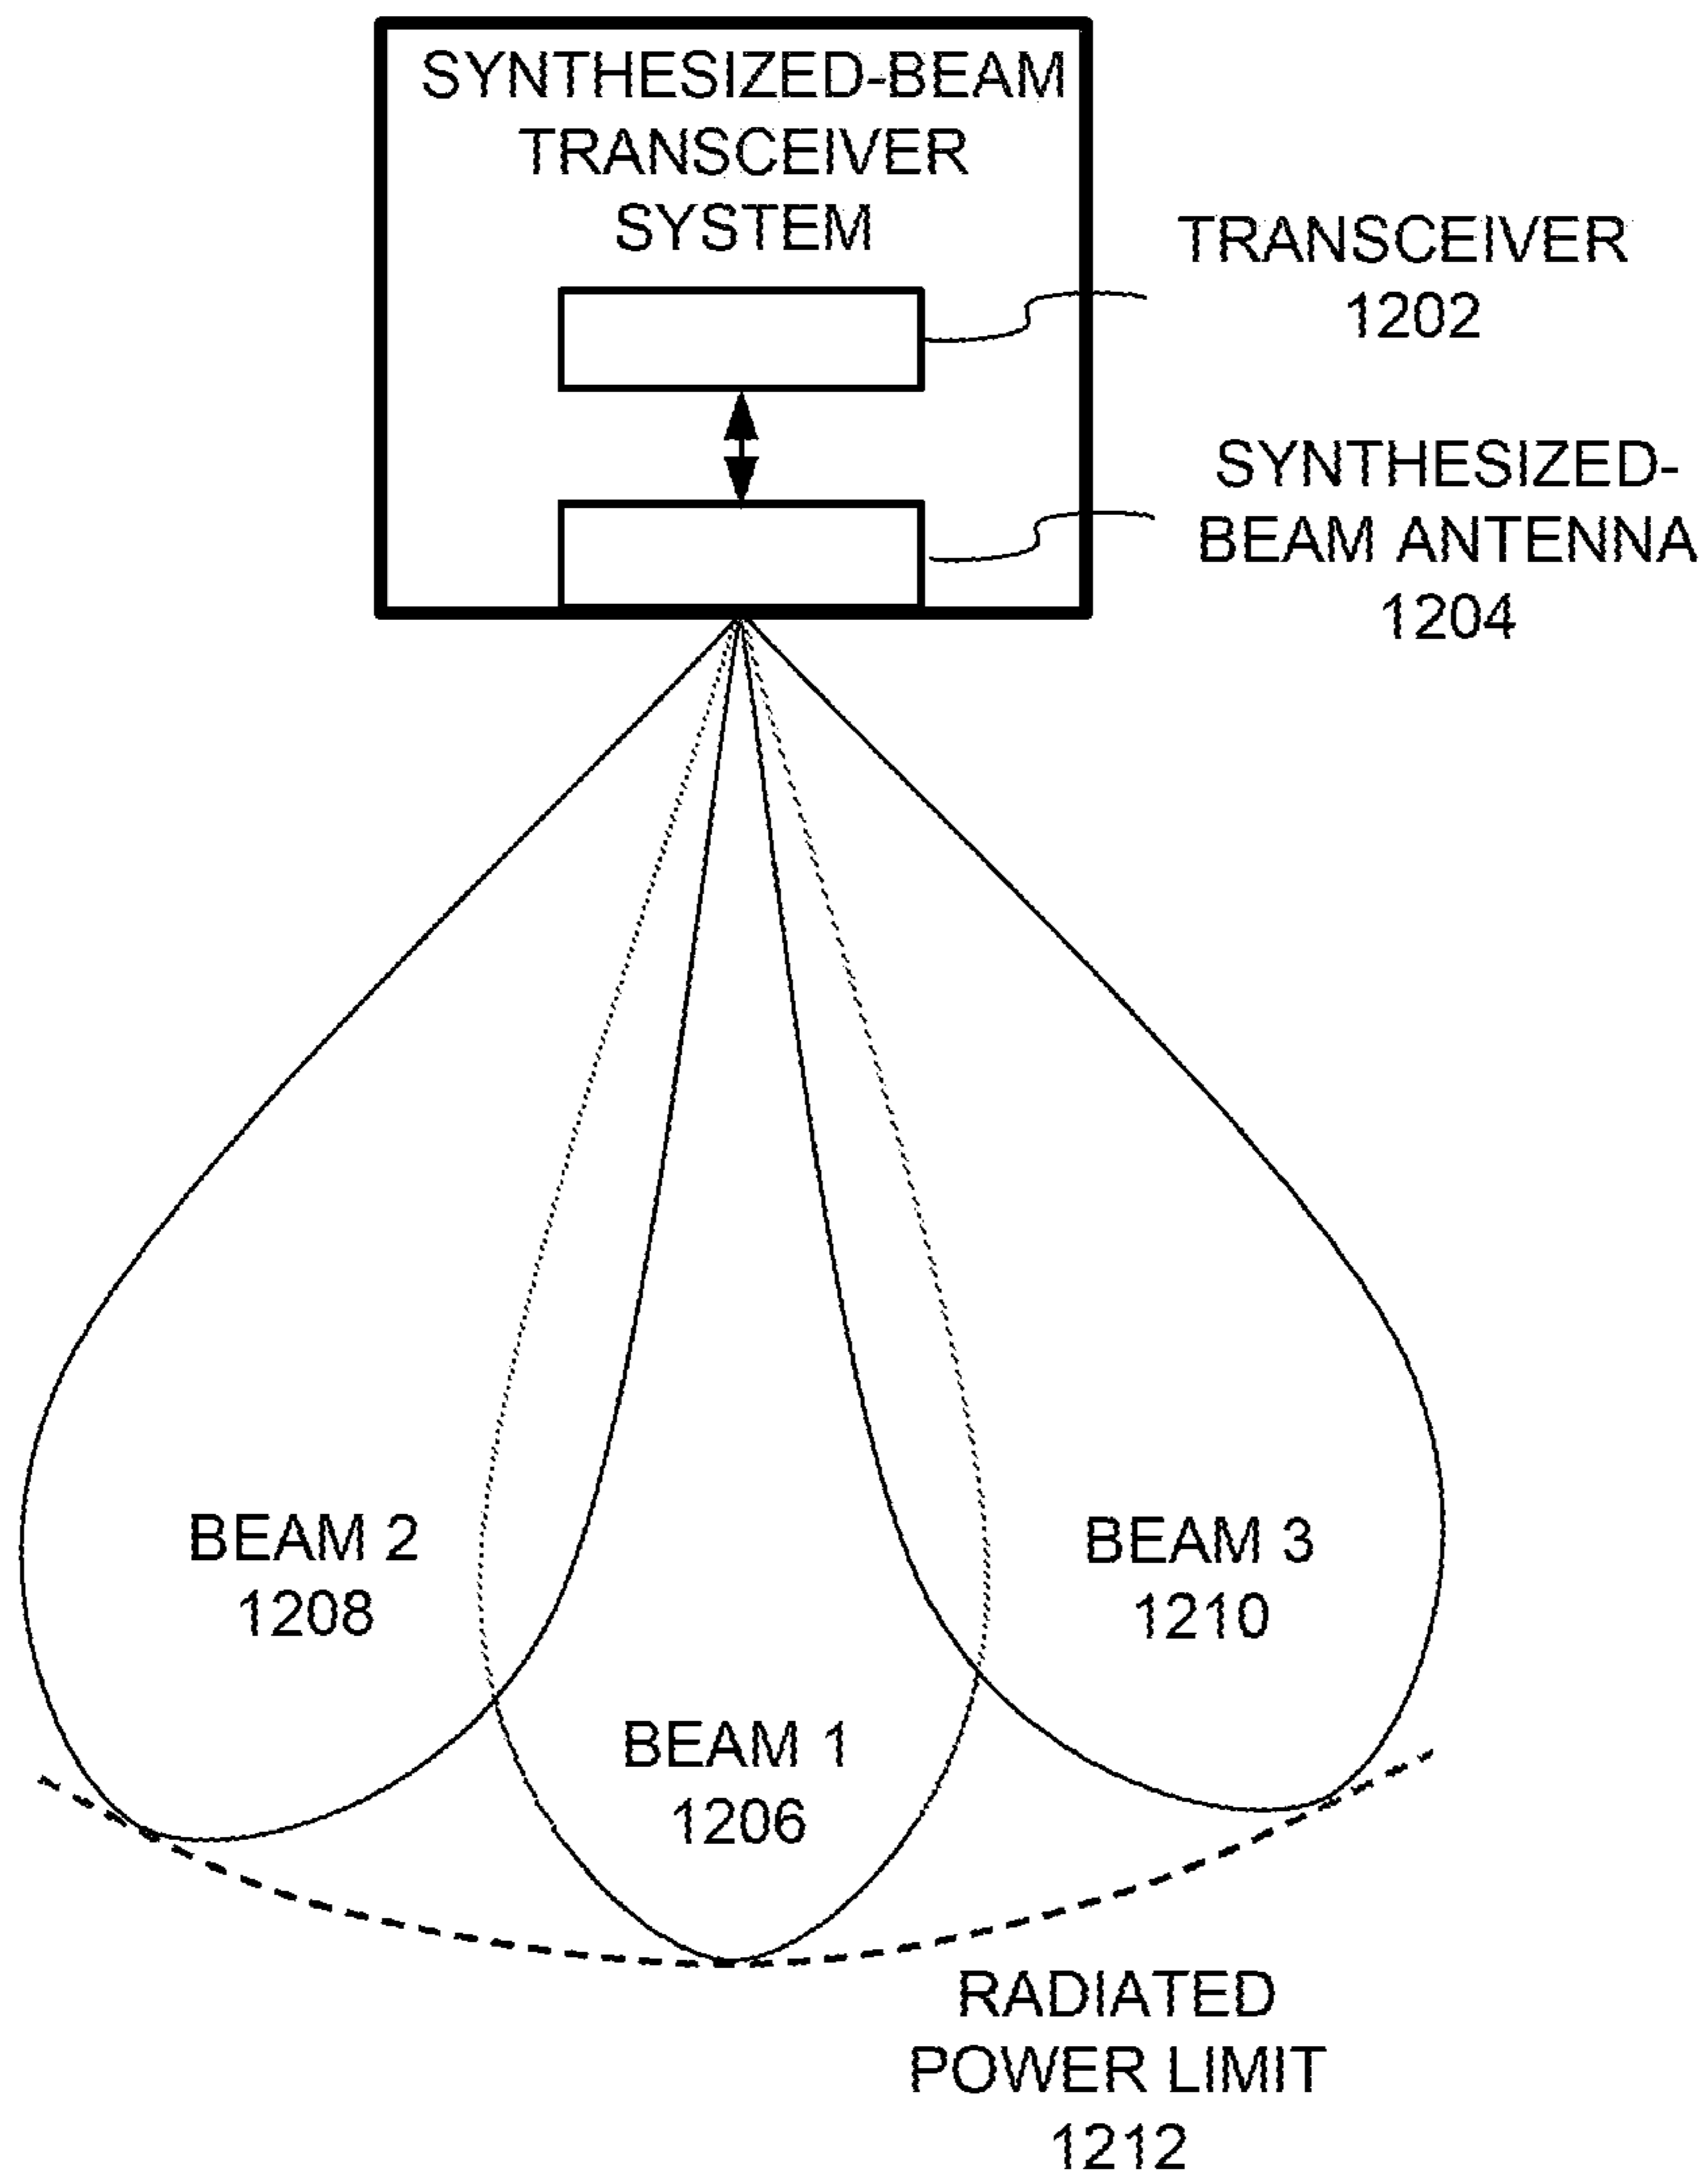 SYNTHESIZED-BEAM
TRANSCEIVER
SYSTEM
TRANSCEIVER
1202
SYNTHESIZED-
BEAM ANTENNA
1204
BEAM 2
1208
BEAM 3
1210
BEAM 1
1206
RADIATED
POWER LIMIT
1212